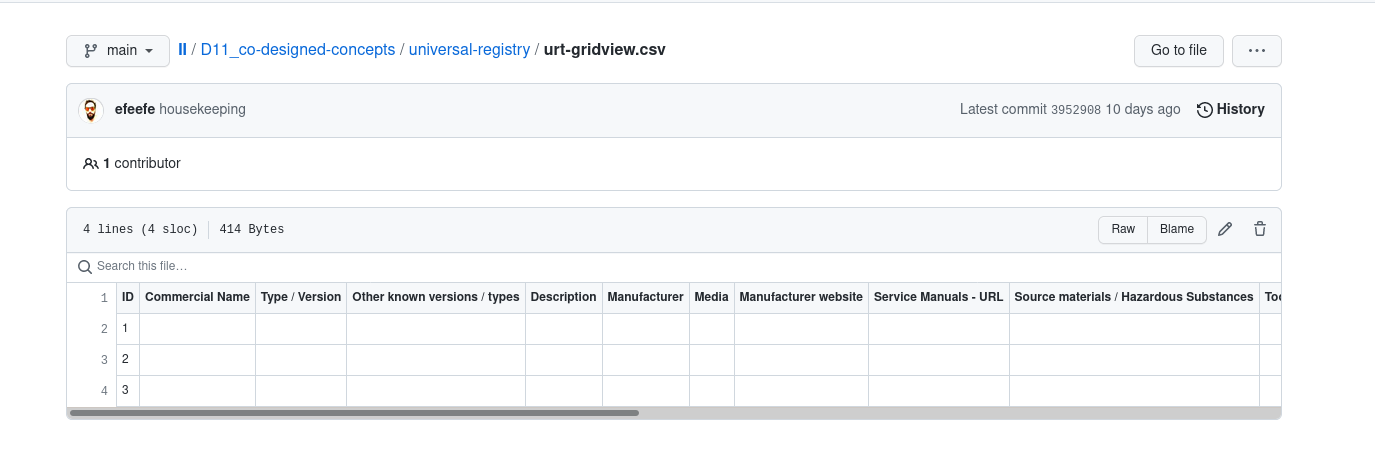 main II / D11_co-designed-concepts / universal-registry / urt-gridview.csv Go to file ...
efeefe housekeeping Latest commit 3952908 10 days ago History
1 contributor
4 lines (4 sloc) 414 Bytes Raw Blame
Search this file...
1 ID Commercial Name Type / Version Other known versions / types Description Manufacturer Media Manufacturer website Service Manuals - URL Source materials / Hazardous Substances
2 1
3 2
4 3